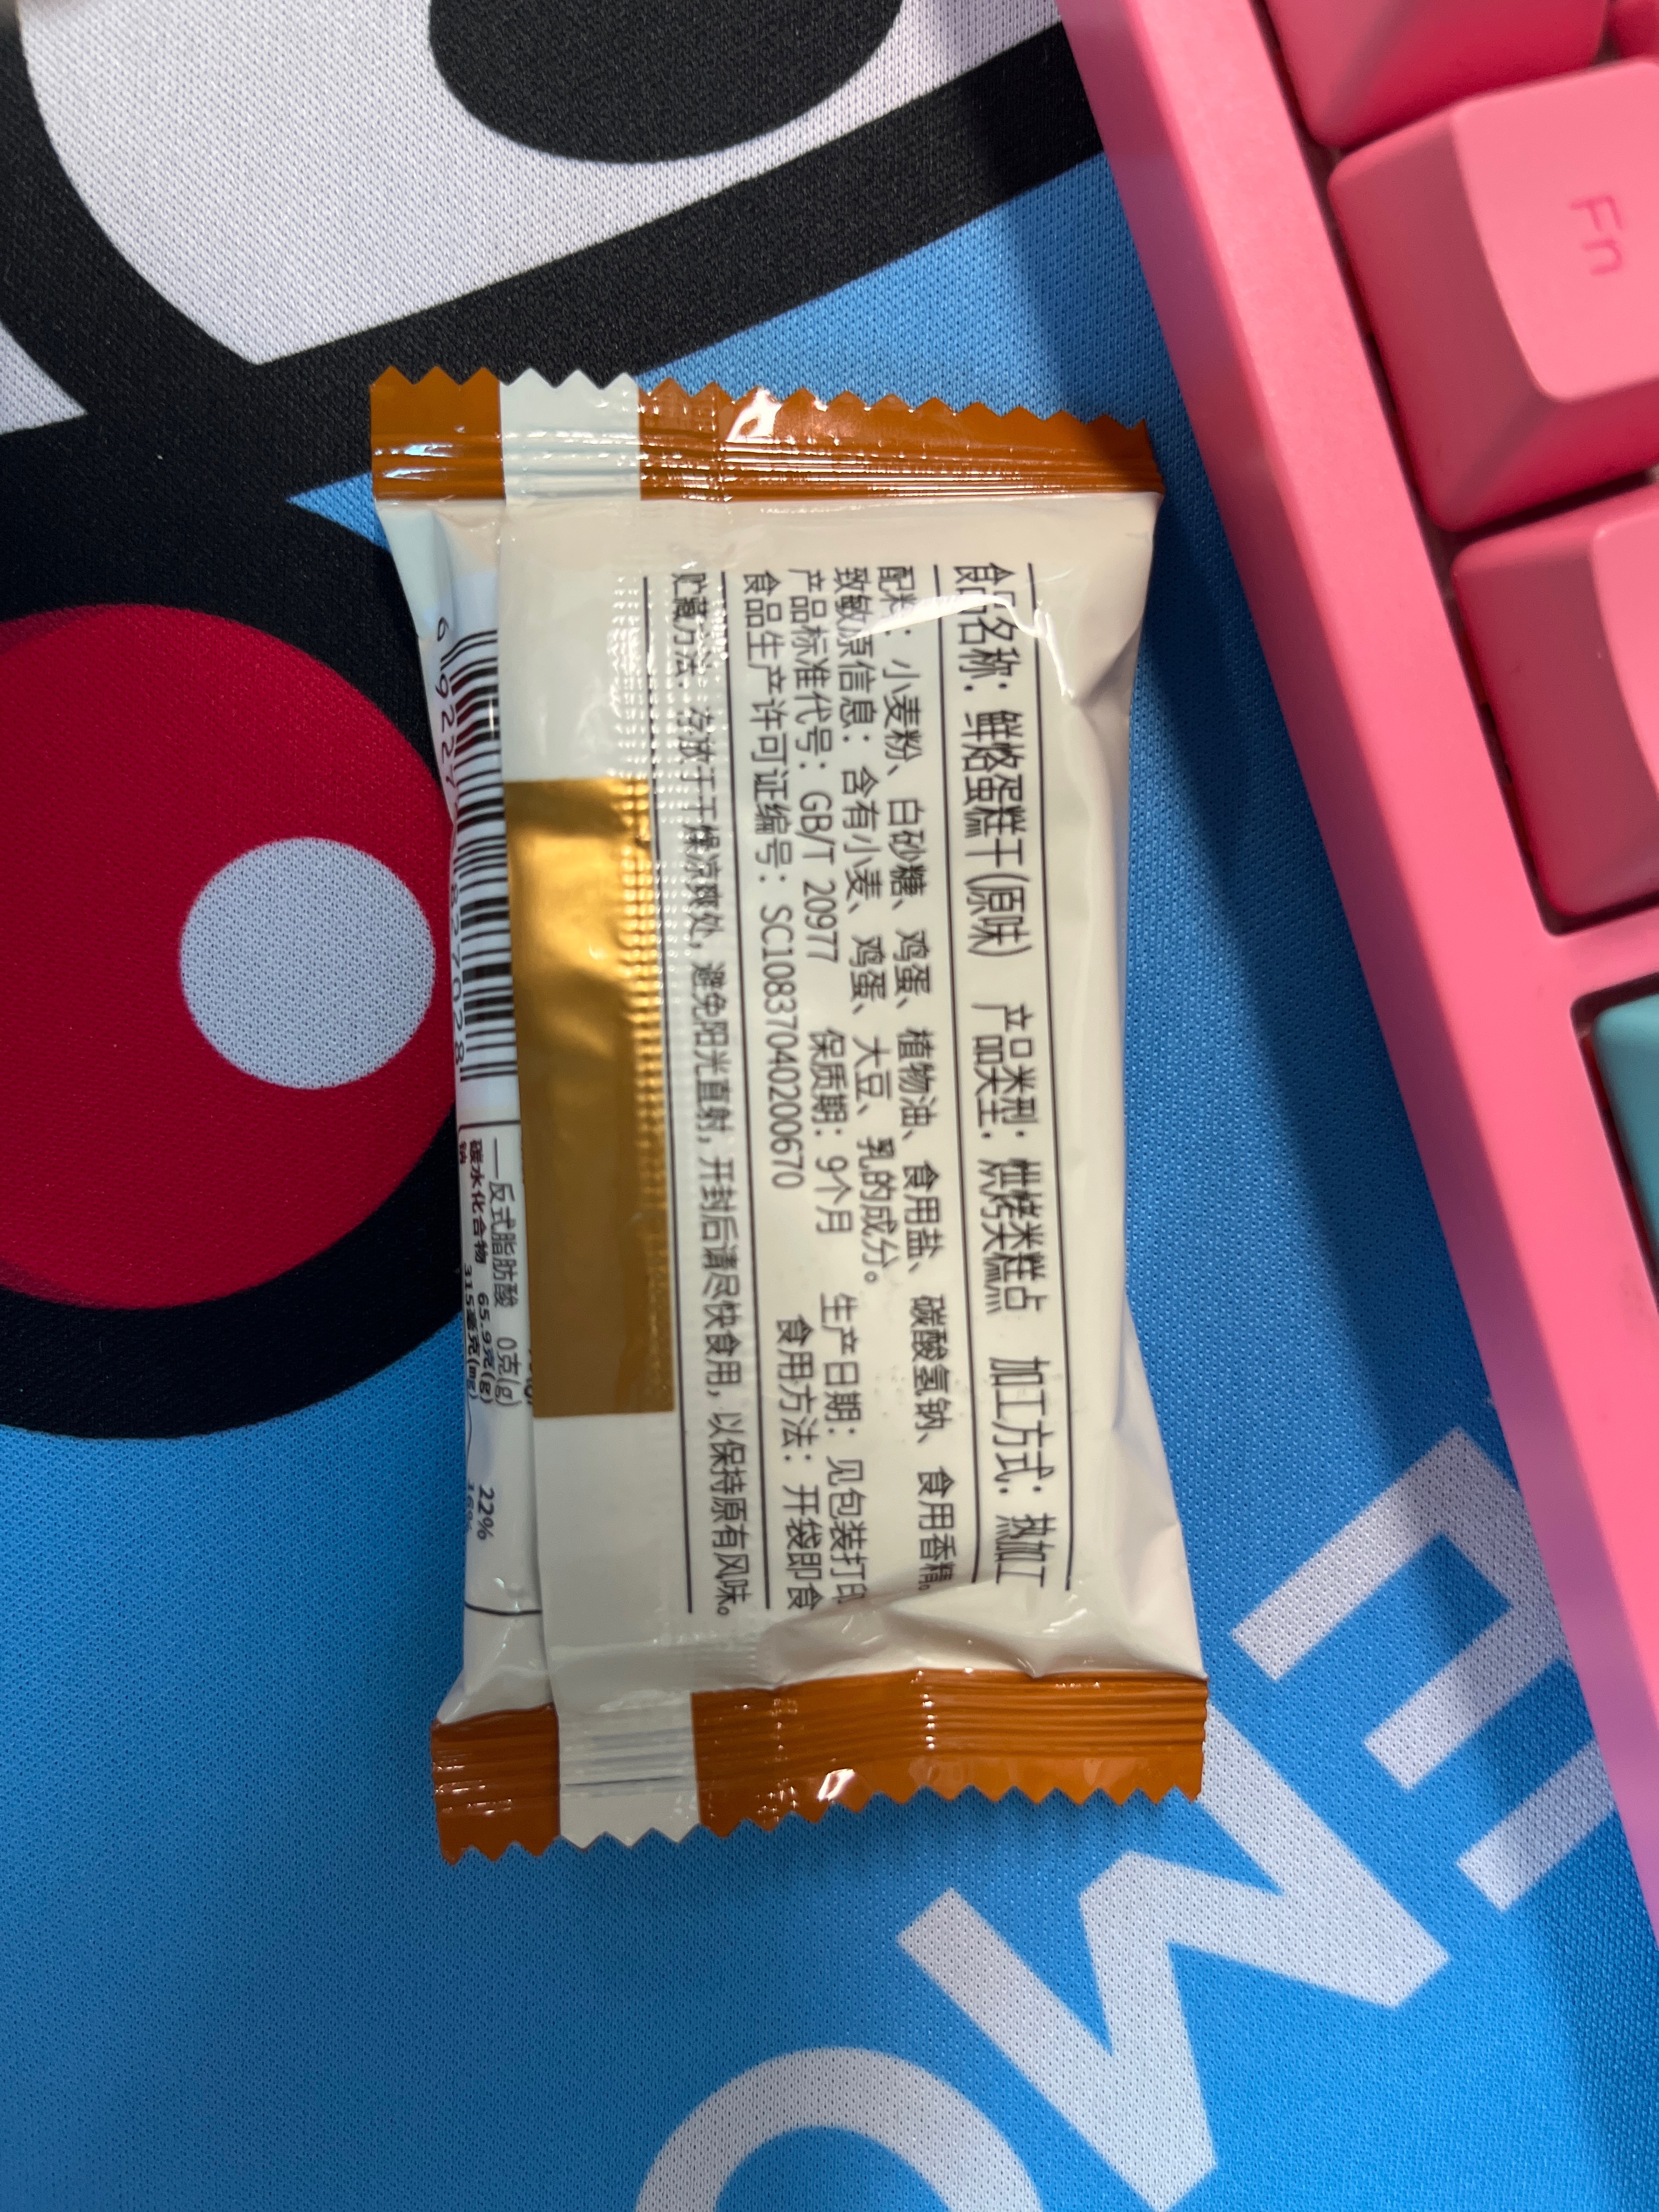 食品名称：鲜烙蛋糕干(原味) 产品类型：烘烤类糕点 加工方式：热加工
配料：小麦粉、白砂糖、鸡蛋、植物油、食用盐、碳酸氢钠、食用香精。
致敏原信息：含有小麦、鸡蛋、大豆、乳的成分。
产品标准代号：GB/T 20977 保质期：9个月 生产日期：见包装打印
食品生产许可证编号：SC10837040200670 食用方法：开袋即食
贮藏方法：冷放于干燥凉爽处，避免阳光直射，开封后请尽快食用，以保持原有风味。
—反式脂肪酸 0克(g)
碳水化合物 65.9克(g) 22%
钠 315毫克(mg) 16%
Fn